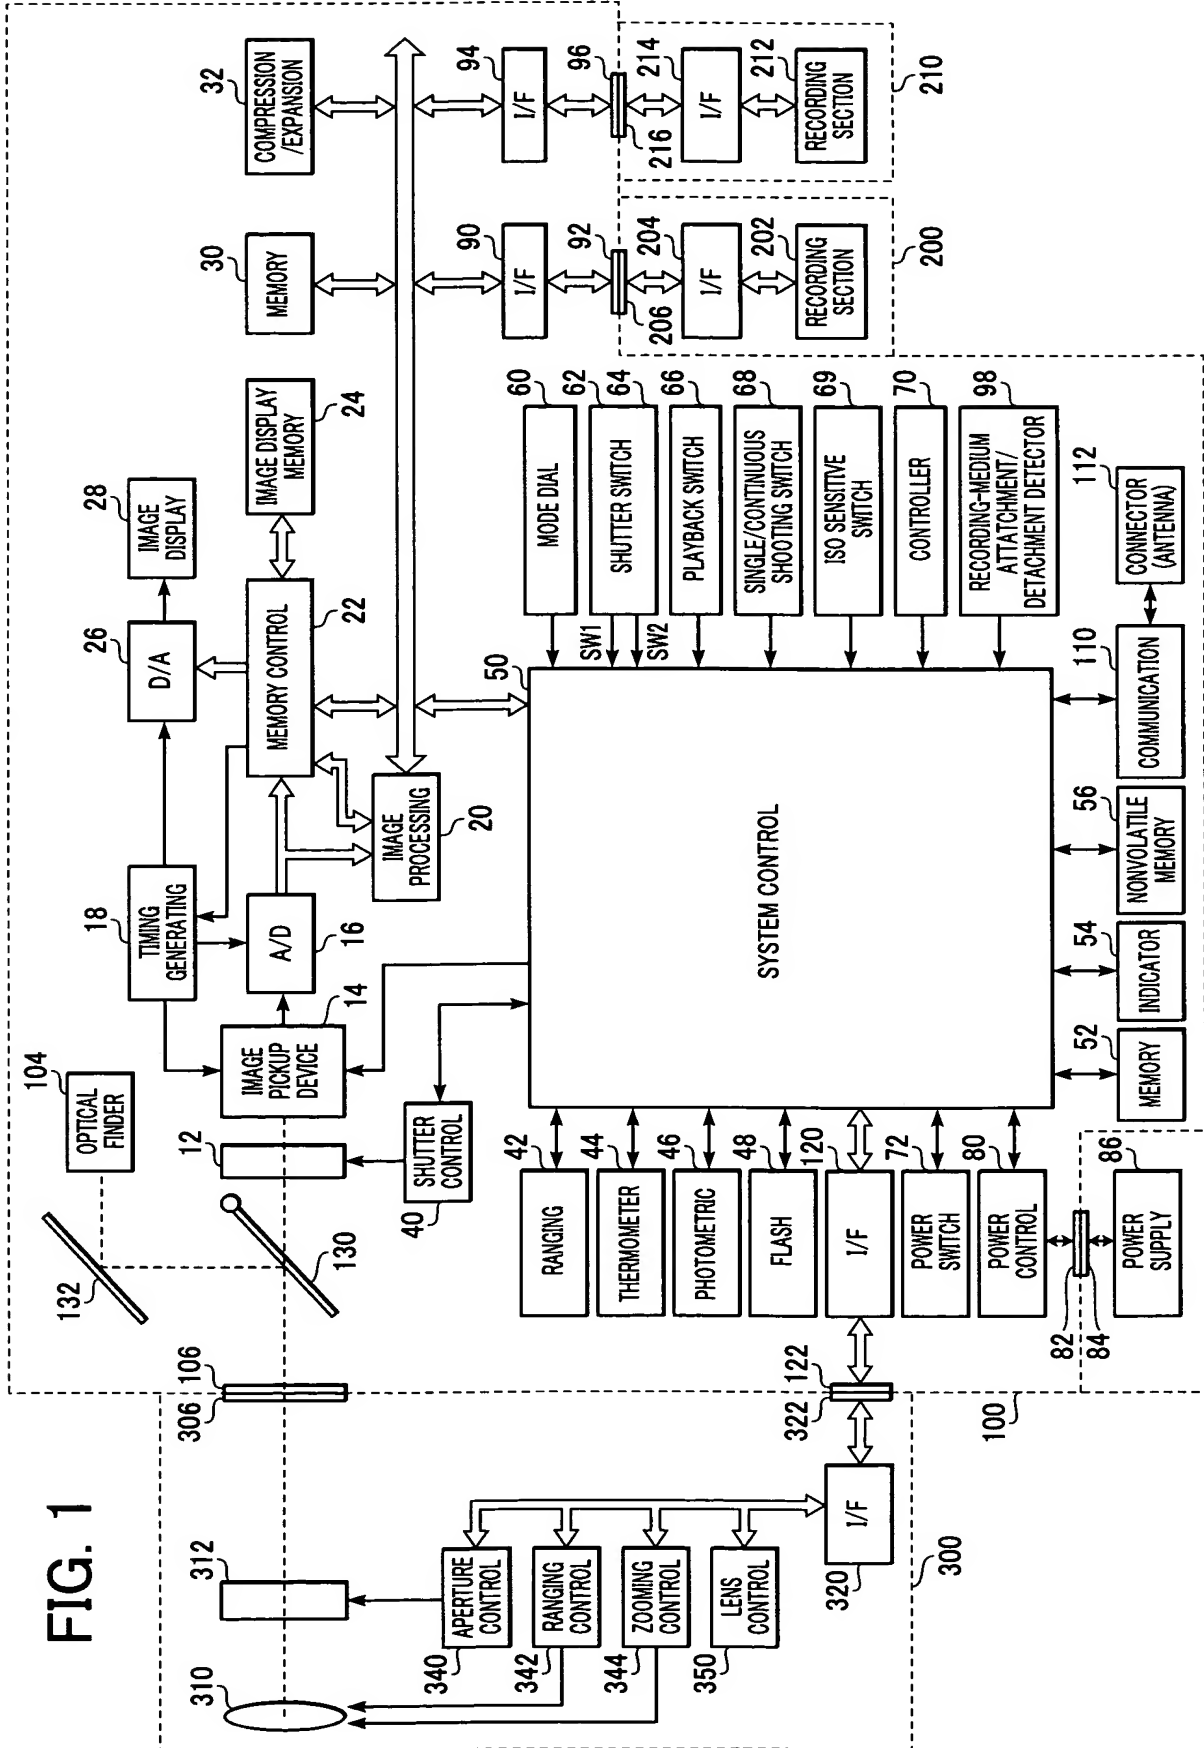 FIG. 1
310
312
306
106
132
130
104
OPTICAL
FINDER
12
14
IMAGE
PICKUP
DEVICE
18
TIMING
GENERATING
A/D
16
26
D/A
28
IMAGE
DISPLAY
IMAGE DISPLAY
MEMORY
24
MEMORY CONTROL
22
IMAGE
PROCESSING
20
30
MEMORY
32
COMPRESSION
/EXPANSION
90
I/F
94
I/F
92
206
96
216
204
I/F
214
I/F
202
RECORDING
SECTION
212
RECORDING
SECTION
200
210
340
APERTURE
CONTROL
342
RANGING
CONTROL
344
ZOOMING
CONTROL
350
LENS
CONTROL
320
I/F
300
322
122
100
40
SHUTTER
CONTROL
42
RANGING
44
THERMOMETER
46
PHOTOMETRIC
48
FLASH
120
I/F
72
POWER
SWITCH
80
POWER
CONTROL
82
84
86
POWER
SUPPLY
50
SYSTEM CONTROL
60
MODE DIAL
62
SHUTTER SWITCH
64
SW1
SW2
66
PLAYBACK SWITCH
68
SINGLE/CONTINUOUS
SHOOTING SWITCH
69
ISO SENSITIVE
SWITCH
70
CONTROLLER
98
RECORDING-MEDIUM
ATTATCHMENT/
DETACHMENT DETECTOR
52
MEMORY
54
INDICATOR
56
NONVOLATILE
MEMORY
110
COMMUNICATION
112
CONNECTOR
(ANTENNA)